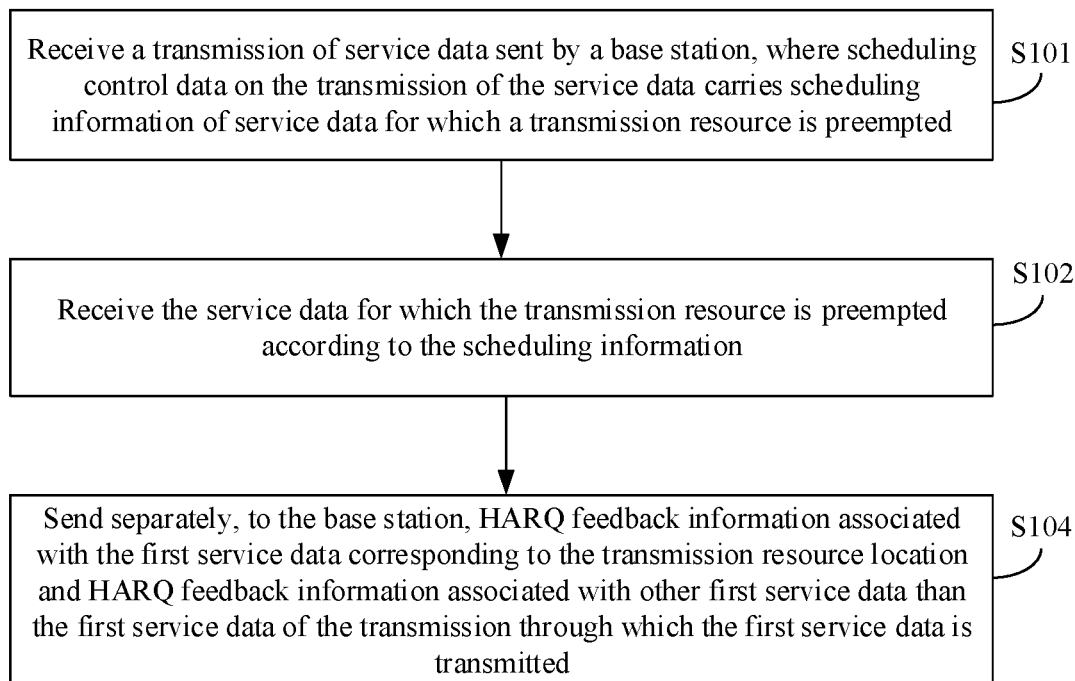 Receive a transmission of service data sent by a base station, where scheduling
control data on the transmission of the service data carries scheduling
information of service data for which a transmission resource is preempted
S101
Receive the service data for which the transmission resource is preempted
according to the scheduling information
S102
Send separately, to the base station, HARQ feedback information associated
with the first service data corresponding to the transmission resource location
and HARQ feedback information associated with other first service data than
the first service data of the transmission through which the first service data is
transmitted
S104